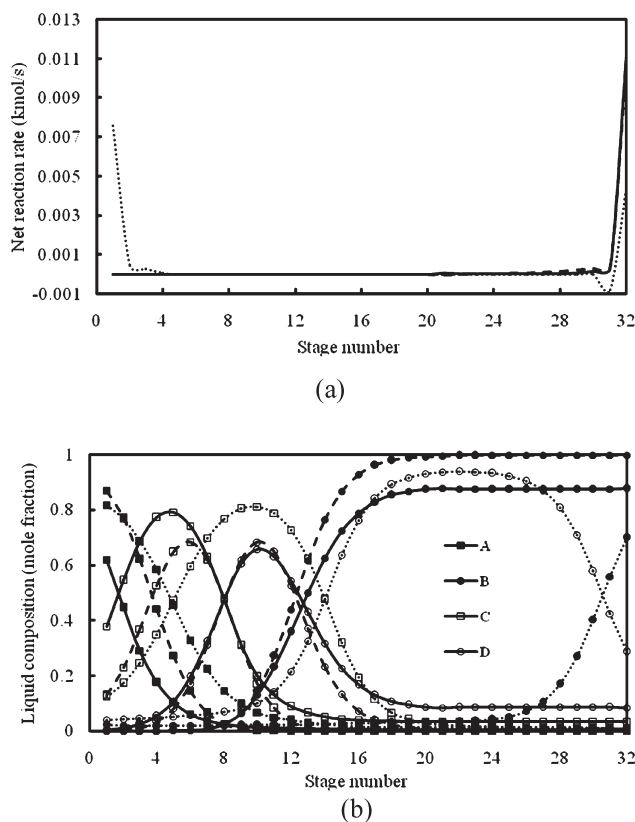 0.013
0.011
0.009
0.007
0.005
0.003
0.001
-0.001
Net reaction rate (kmol/s)
0 4 8 12 16 20 24 28 32
Stage number
(a)
1
0.8
0.6
0.4
0.2
0
Liquid composition (mole fraction)
A
B
C
D
0 4 8 12 16 20 24 28 32
Stage number
(b)